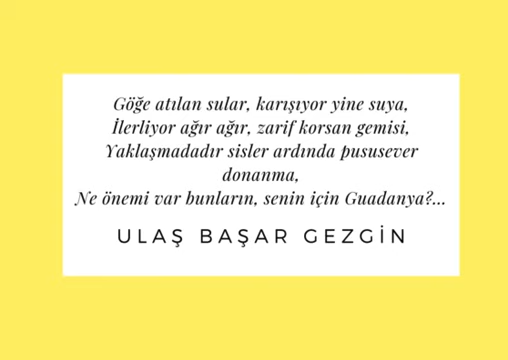 Göğe atılan sular, karışıyor yine suya,
İlerliyor ağır ağır, zarif korsan gemisi,
Yaklaşmadadır sisler ardında pususever
donanma,
Ne önemi var bunların, senin için Guadanya?...
ULAŞ BAŞAR GEZGİN